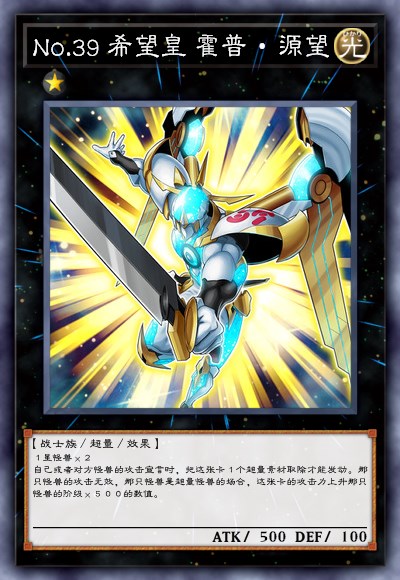 No.39 希望皇 霍普·源望
光
ひかり
39
【战士族／超量／效果】
1星怪兽×2
自己或者对方怪兽的攻击宣言时，把这张卡1个超量素材取除才能发动。那
只怪兽的攻击无效，那只怪兽是超量怪兽的场合，这张卡的攻击力上升那只
怪兽的阶级×500的数值。
ATK/ 500 DEF/ 100